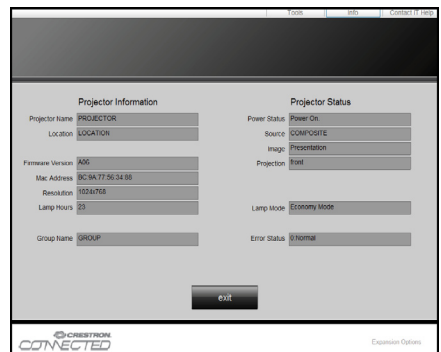 Tools Info Contact IT Help
Projector Information
Projector Name PROJECTOR
Location LOCATION
Firmware Version A06
Mac Address BC:9A:77:56:34:88
Resolution 1024x768
Lamp Hours 23
Group Name GROUP
Projector Status
Power Status Power On.
Source COMPOSITE
Image Presentation
Projection front
Lamp Mode Economy Mode
Error Status 0:Normal
exit
CRESTRON
CONNECTED
Expansion Options